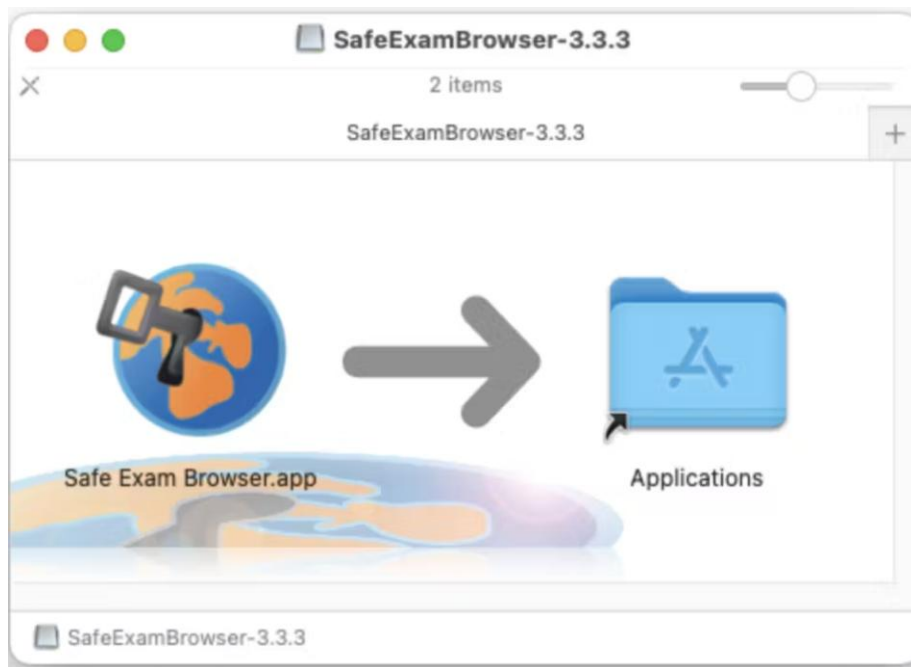 SafeExamBrowser-3.3.3
2 items
SafeExamBrowser-3.3.3
Safe Exam Browser.app
Applications
SafeExamBrowser-3.3.3